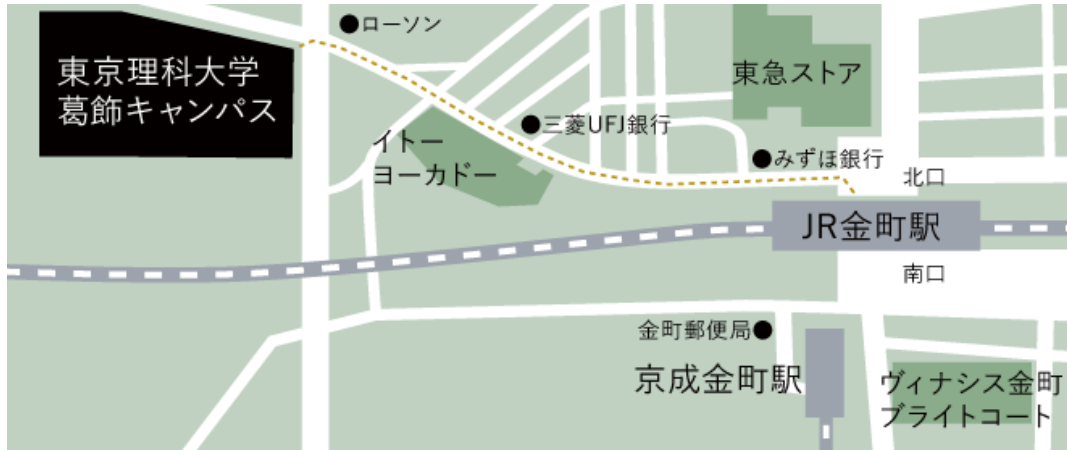 ローソン
東京理科大学
葛飾キャンパス
東急ストア
三菱UFJ銀行
イトー
ヨーカドー
みずほ銀行
北口
JR金町駅
南口
金町郵便局
京成金町駅
ヴィナシス金町
ブライトコート